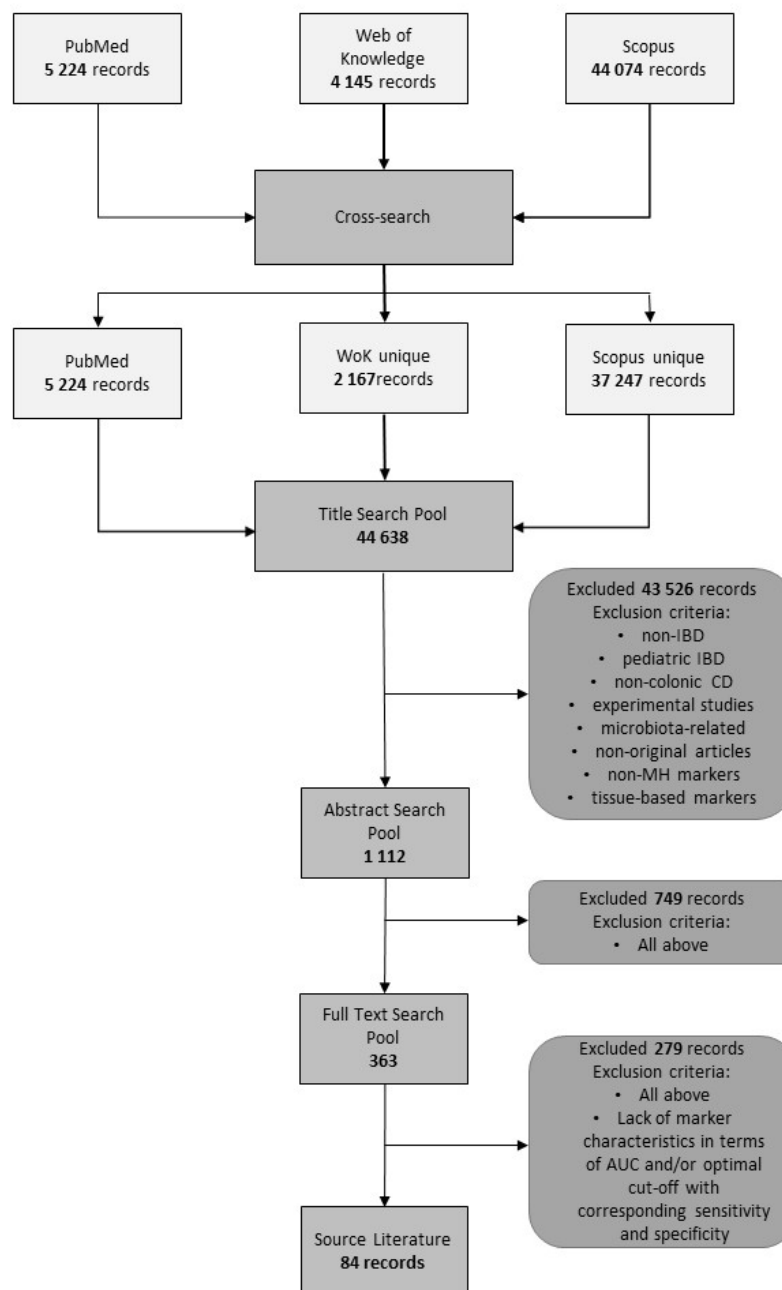 PubMed
5 224 records
Web of
Knowledge
4 145 records
Scopus
44 074 records
Cross-search
PubMed
5 224 records
WoK unique
2 167records
Scopus unique
37 247 records
Title Search Pool
44 638
Excluded 43 526 records
Exclusion criteria:
• non-IBD
• pediatric IBD
• non-colonic CD
• experimental studies
• microbiota-related
• non-original articles
• non-MH markers
• tissue-based markers
Abstract Search
Pool
1 112
Excluded 749 records
Exclusion criteria:
• All above
Full Text Search
Pool
363
Excluded 279 records
Exclusion criteria:
• All above
• Lack of marker
characteristics in terms
of AUC and/or optimal
cut-off with
corresponding sensitivity
and specificity
Source Literature
84 records